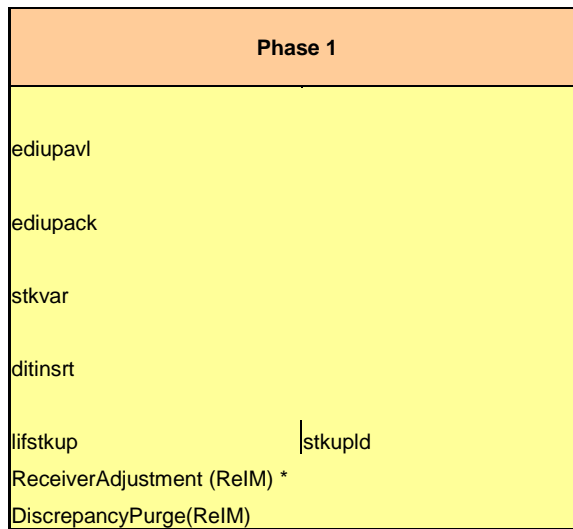 Phase 1
ediupavl
ediupack
stkvar
ditinsrt
lifstkup stkupld
ReceiverAdjustment (ReIM) *
DiscrepancyPurge(ReIM)